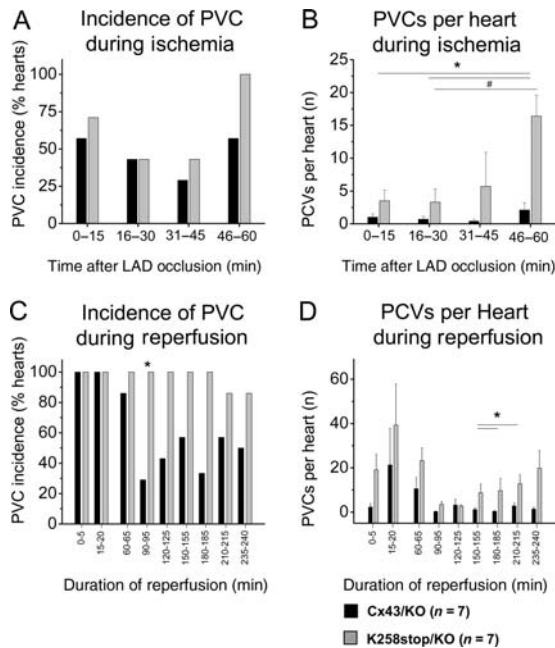 A
Incidence of PVC
during ischemia
PVC incidence (% hearts)
100
75
50
25
0
0–15
16–30
31–45
46–60
Time after LAD occlusion (min)
B
PVCs per heart
during ischemia
PCVs per heart (n)
25
20
15
10
5
0
*
#
0–15
16–30
31–45
46–60
Time after LAD occlusion (min)
C
Incidence of PVC
during reperfusion
PVC incidence (% hearts)
100
80
60
40
20
0
*
0-5
15-20
60-65
90-95
120-125
150-155
180-185
210-215
235-240
Duration of reperfusion (min)
D
PCVs per Heart
during reperfusion
PVCs per heart (n)
60
40
20
0
*
0-5
15-20
60-65
90-95
120-125
150-155
180-185
210-215
235-240
Duration of reperfusion (min)
Cx43/KO (n = 7)
K258stop/KO (n = 7)